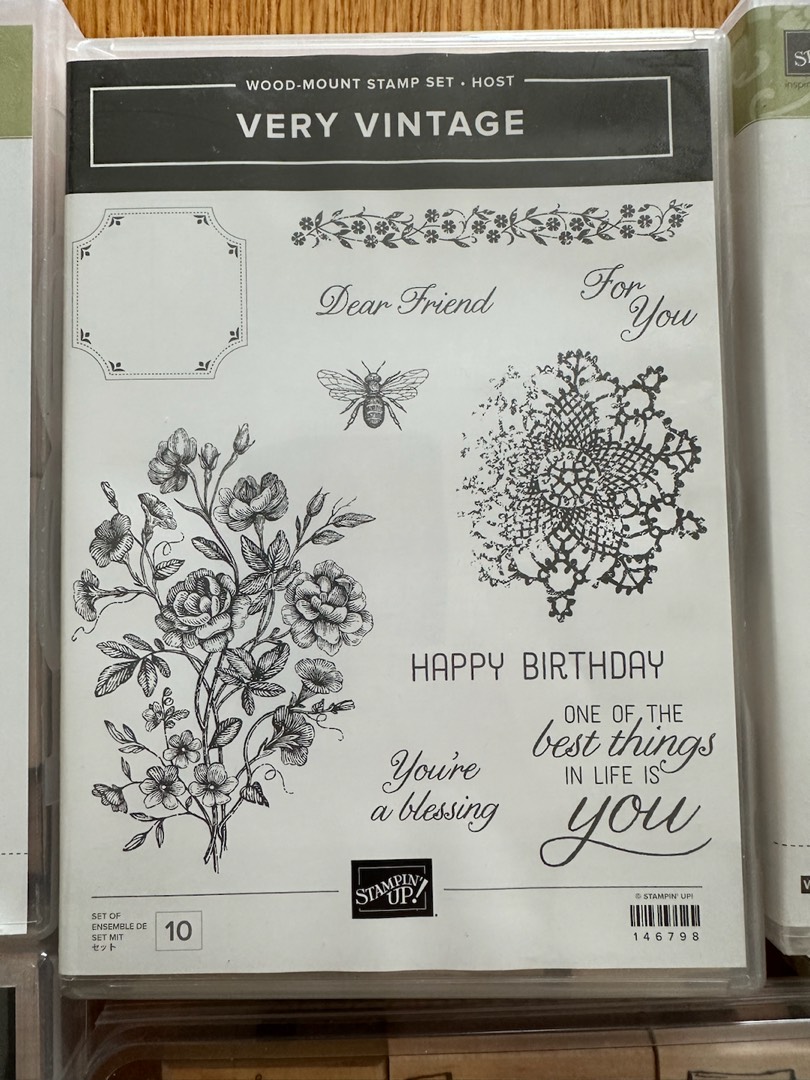 WOOD-MOUNT STAMP SET • HOST
VERY VINTAGE
Dear Friend
For
You
HAPPY BIRTHDAY
ONE OF THE
best things
IN LIFE IS
you
You're
a blessing
STAMPIN'
UP!
SET OF
ENSEMBLE DE
SET MIT
セット
10
© STAMPIN' UP!
146798